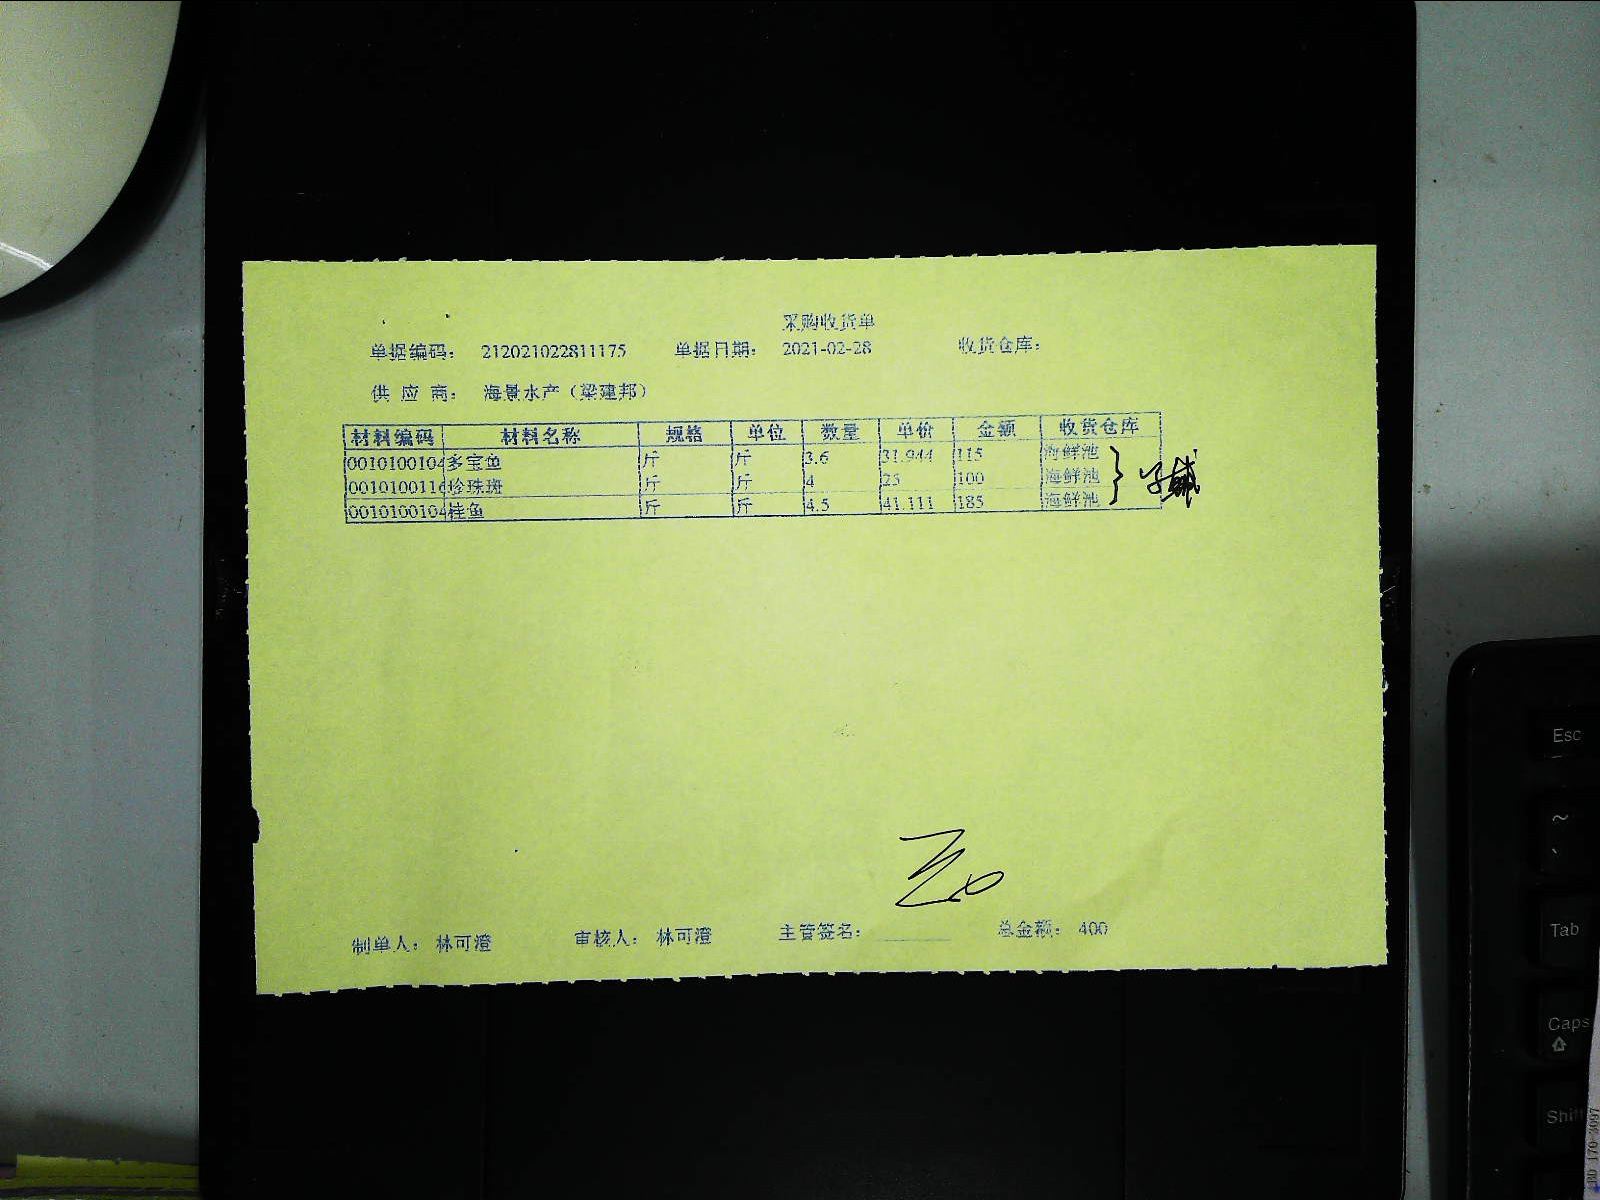 采购收货单
单据编码： 212021022811175 单据日期： 2021-02-28 收货仓库：
供 应 商： 海景水产（梁建邦）
材料编码 材料名称 规格 单位 数量 单价 金额 收货仓库
0010100104 多宝鱼 斤 斤 3.6 31.944 115 海鲜池
0010100116 珍珠斑 斤 斤 4 25 100 海鲜池
0010100104 桂鱼 斤 斤 4.5 41.111 185 海鲜池
制单人： 林可澄 审核人： 林可澄 主管签名： 总金额： 400
Esc
~
Tab
Caps
Shift